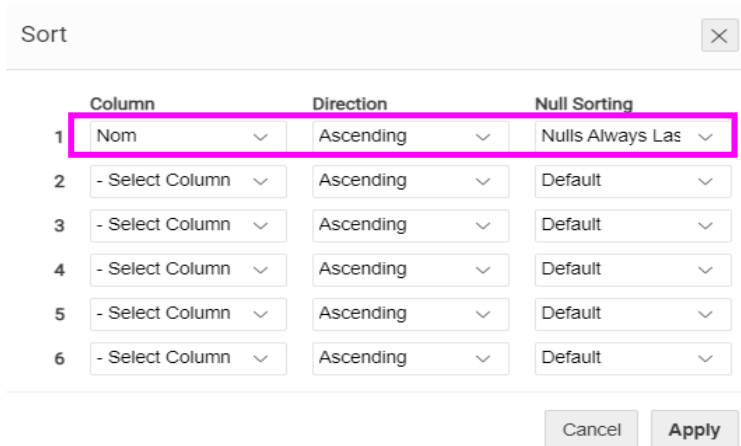 Sort
Column Direction Null Sorting
1 Nom Ascending Nulls Always Las
2 - Select Column Ascending Default
3 - Select Column Ascending Default
4 - Select Column Ascending Default
5 - Select Column Ascending Default
6 - Select Column Ascending Default
Cancel Apply